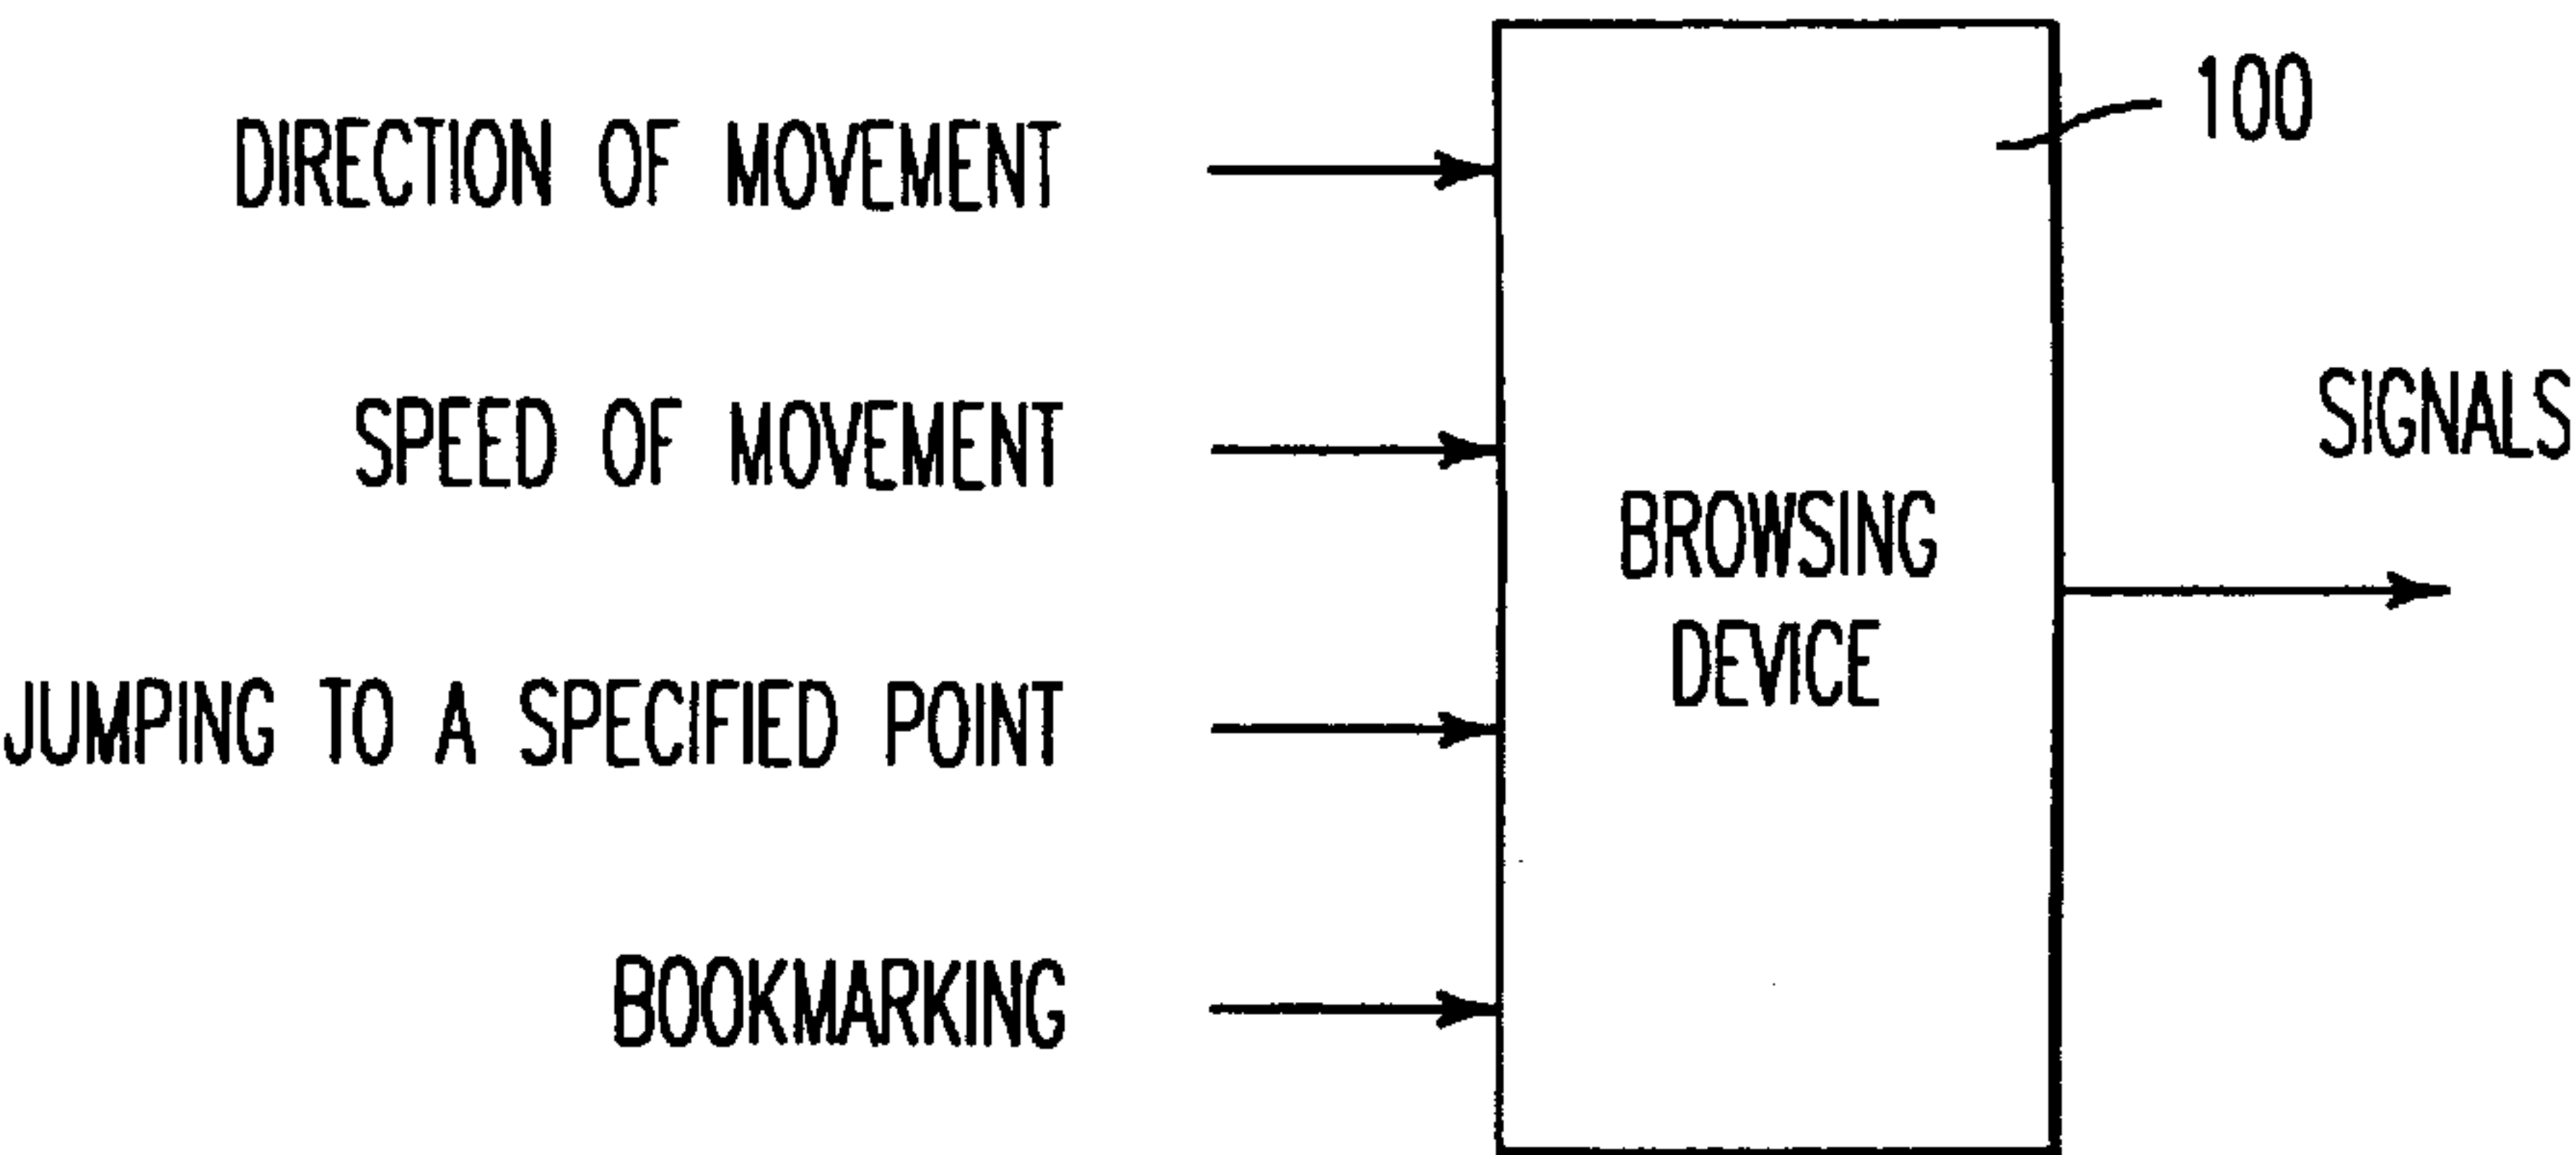 DIRECTION OF MOVEMENT
100
SPEED OF MOVEMENT
SIGNALS
BROWSING
DEVICE
JUMPING TO A SPECIFIED POINT
BOOKMARKING